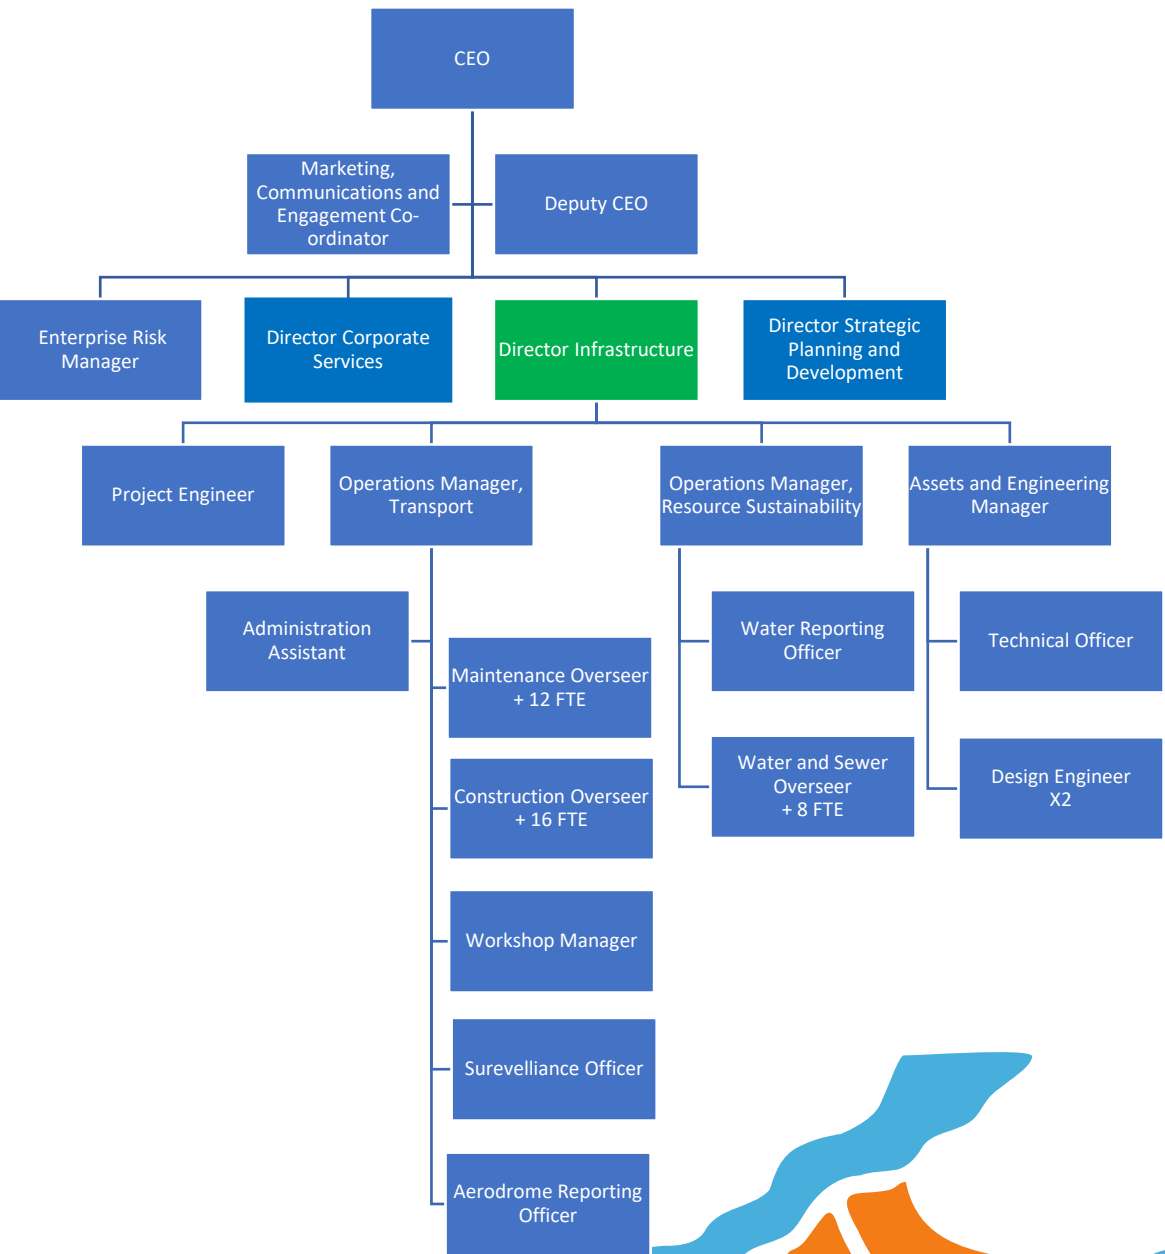 CEO
Marketing,
Communications and
Engagement Co-
ordinator
Deputy CEO
Enterprise Risk
Manager
Director Corporate
Services
Director Infrastructure
Director Strategic
Planning and
Development
Project Engineer
Operations Manager,
Transport
Operations Manager,
Resource Sustainability
Assets and Engineering
Manager
Administration
Assistant
Maintenance Overseer
+ 12 FTE
Construction Overseer
+ 16 FTE
Workshop Manager
Surevelliance Officer
Aerodrome Reporting
Officer
Water Reporting
Officer
Water and Sewer
Overseer
+ 8 FTE
Technical Officer
Design Engineer
X2